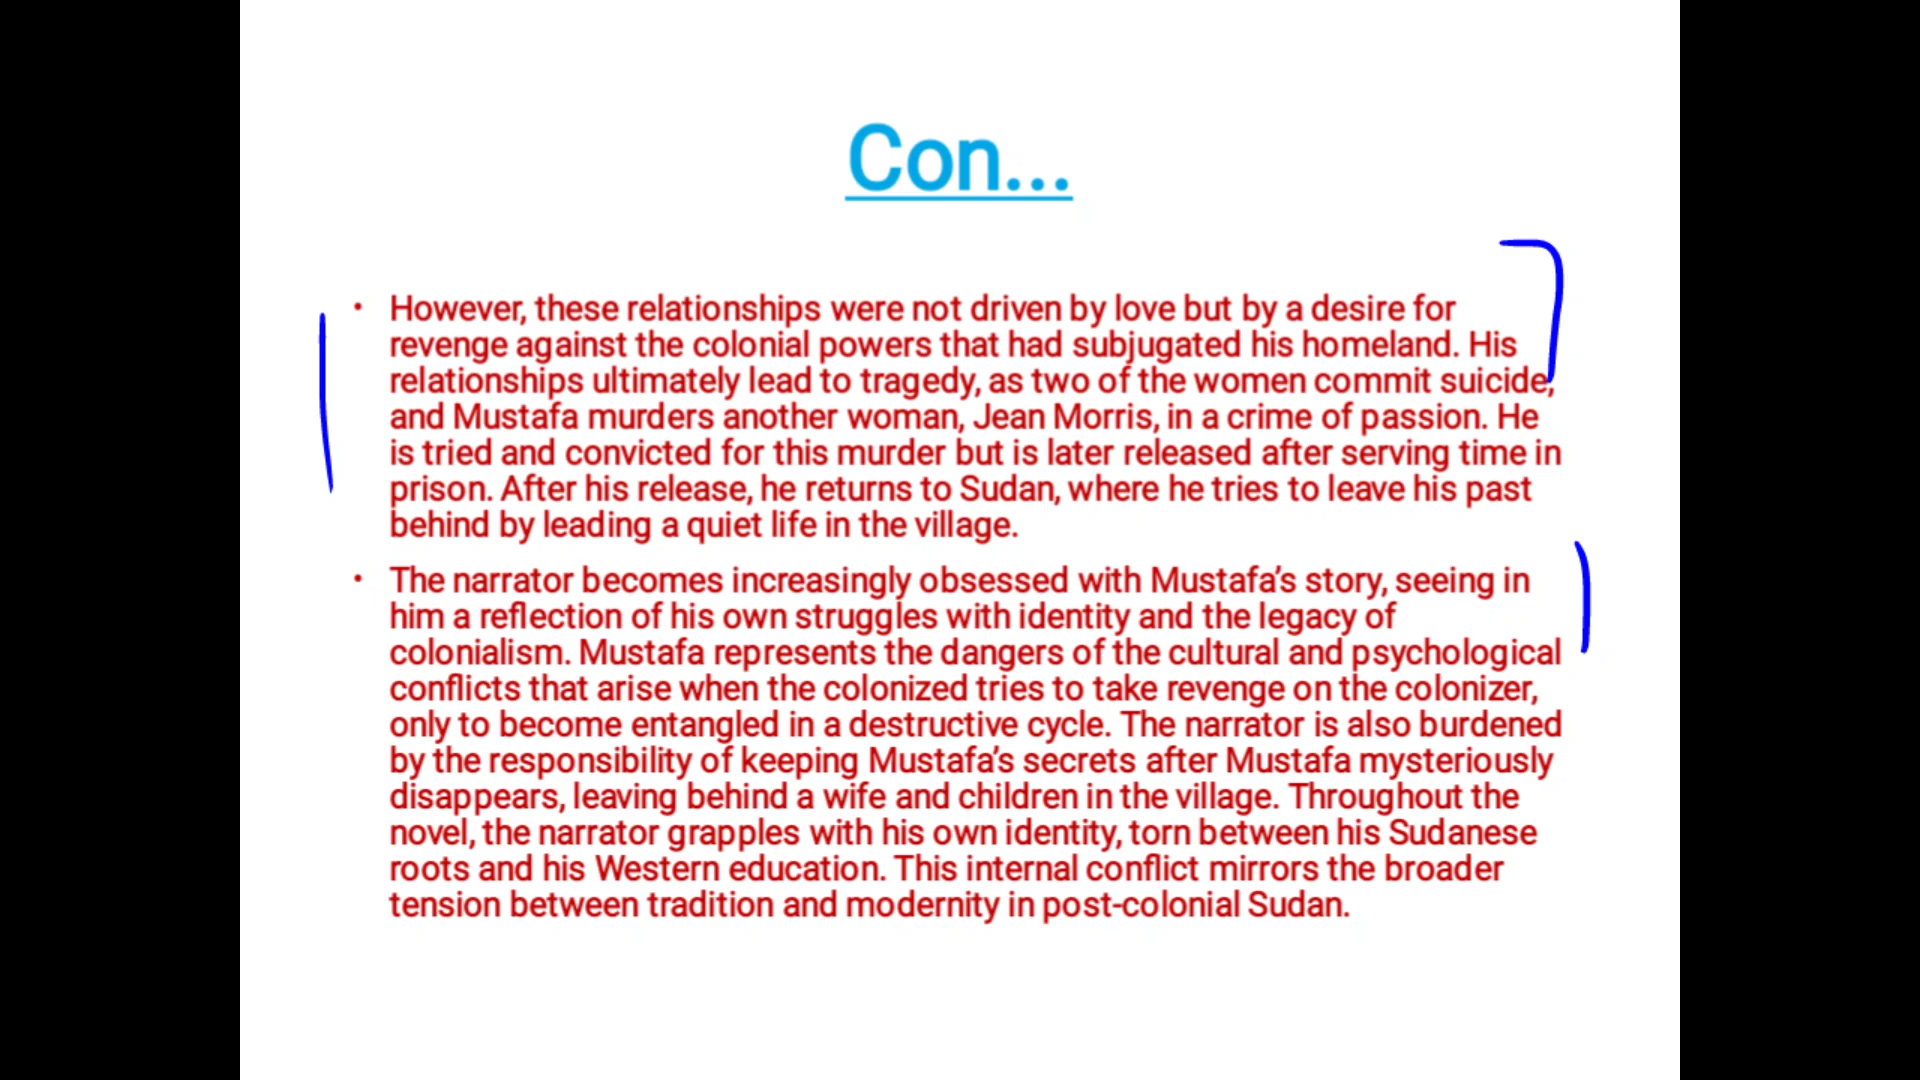 Con...
• However, these relationships were not driven by love but by a desire for
revenge against the colonial powers that had subjugated his homeland. His
relationships ultimately lead to tragedy, as two of the women commit suicide,
and Mustafa murders another woman, Jean Morris, in a crime of passion. He
is tried and convicted for this murder but is later released after serving time in
prison. After his release, he returns to Sudan, where he tries to leave his past
behind by leading a quiet life in the village.
• The narrator becomes increasingly obsessed with Mustafa’s story, seeing in
him a reflection of his own struggles with identity and the legacy of
colonialism. Mustafa represents the dangers of the cultural and psychological
conflicts that arise when the colonized tries to take revenge on the colonizer,
only to become entangled in a destructive cycle. The narrator is also burdened
by the responsibility of keeping Mustafa’s secrets after Mustafa mysteriously
disappears, leaving behind a wife and children in the village. Throughout the
novel, the narrator grapples with his own identity, torn between his Sudanese
roots and his Western education. This internal conflict mirrors the broader
tension between tradition and modernity in post-colonial Sudan.